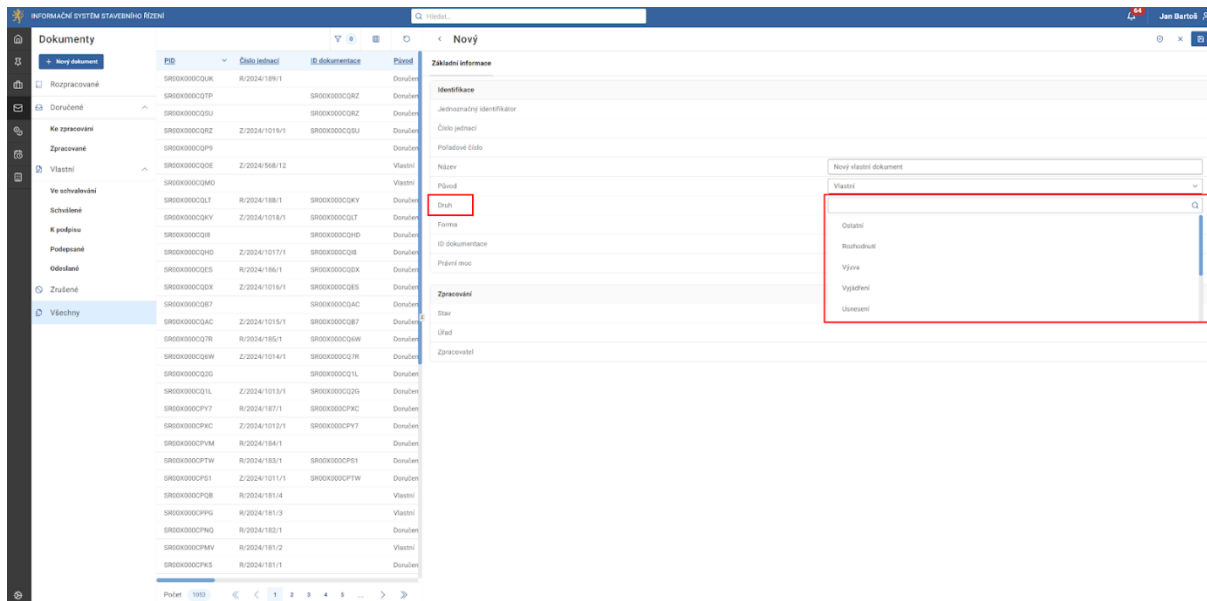 INFORMAČNÍ SYSTÉM STAVEBNÍHO ŘÍZENÍ
Hledat...
64
Jan Bartoš
Dokumenty
+ Nový dokument
Rozpracované
Doručené
Ke zpracování
Zpracované
Vlastní
Ve schvalování
Schválené
K podpisu
Podepsané
Odeslané
Zrušené
Všechny
0
PID Číslo jednací ID dokumentace Původ
SR00X000CQUK R/2024/189/1 Doručen
SR00X000CQTP SR00X000CQRZ Doručen
SR00X000CQSU SR00X000CQRZ Doručen
SR00X000CQRZ Z/2024/1019/1 SR00X000CQSU Doručen
SR00X000CQP9 Doručen
SR00X000CQOE Z/2024/568/12 Vlastní
SR00X000CQMO Vlastní
SR00X000CQLT R/2024/188/1 SR00X000CQKY Doručen
SR00X000CQKY Z/2024/1018/1 SR00X000CQLT Doručen
SR00X000CQI8 SR00X000CQHD Doručen
SR00X000CQHD Z/2024/1017/1 SR00X000CQI8 Doručen
SR00X000CQES R/2024/186/1 SR00X000CQDX Doručen
SR00X000CQDX Z/2024/1016/1 SR00X000CQES Doručen
SR00X000CQB7 SR00X000CQAC Doručen
SR00X000CQAC Z/2024/1015/1 SR00X000CQB7 Doručen
SR00X000CQ7R R/2024/185/1 SR00X000CQ6W Doručen
SR00X000CQ6W Z/2024/1014/1 SR00X000CQ7R Doručen
SR00X000CQ2G SR00X000CQ1L Doručen
SR00X000CQ1L Z/2024/1013/1 SR00X000CQ2G Doručen
SR00X000CPY7 R/2024/187/1 SR00X000CPXC Doručen
SR00X000CPXC Z/2024/1012/1 SR00X000CPY7 Doručen
SR00X000CPVM R/2024/184/1 Doručen
SR00X000CPTW R/2024/183/1 SR00X000CPS1 Doručen
SR00X000CPS1 Z/2024/1011/1 SR00X000CPTW Doručen
SR00X000CPQB R/2024/181/4 Vlastní
SR00X000CPPG R/2024/181/3 Vlastní
SR00X000CPNQ R/2024/182/1 Doručen
SR00X000CPMV R/2024/181/2 Vlastní
SR00X000CPKS R/2024/181/1 Doručen
Počet 1053 1 2 3 4 5 ...
Nový
Základní informace
Identifikace
Jednoznačný identifikátor
Číslo jednací
Pořadové číslo
Název Nový vlastní dokument
Původ Vlastní
Druh
Forma
ID dokumentace
Právní moc
Ostatní
Rozhodnutí
Výzva
Vyjádření
Usnesení
Zpracování
Stav
Úřad
Zpracovatel